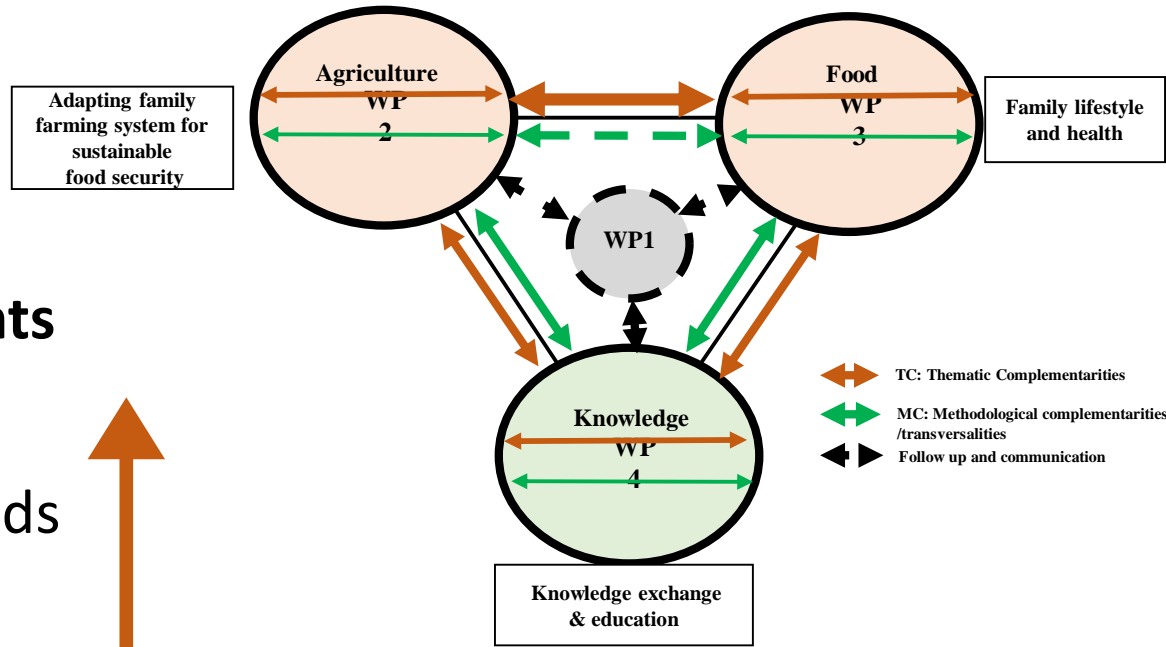 Agriculture
WP
2
Food
WP
3
Adapting family
farming system for
sustainable
food security
Family lifestyle
and health
WP1
nts
ds
Knowledge
WP
4
TC: Thematic Complementarities
MC: Methodological complementarities
/transversalities
Follow up and communication
Knowledge exchange
& education